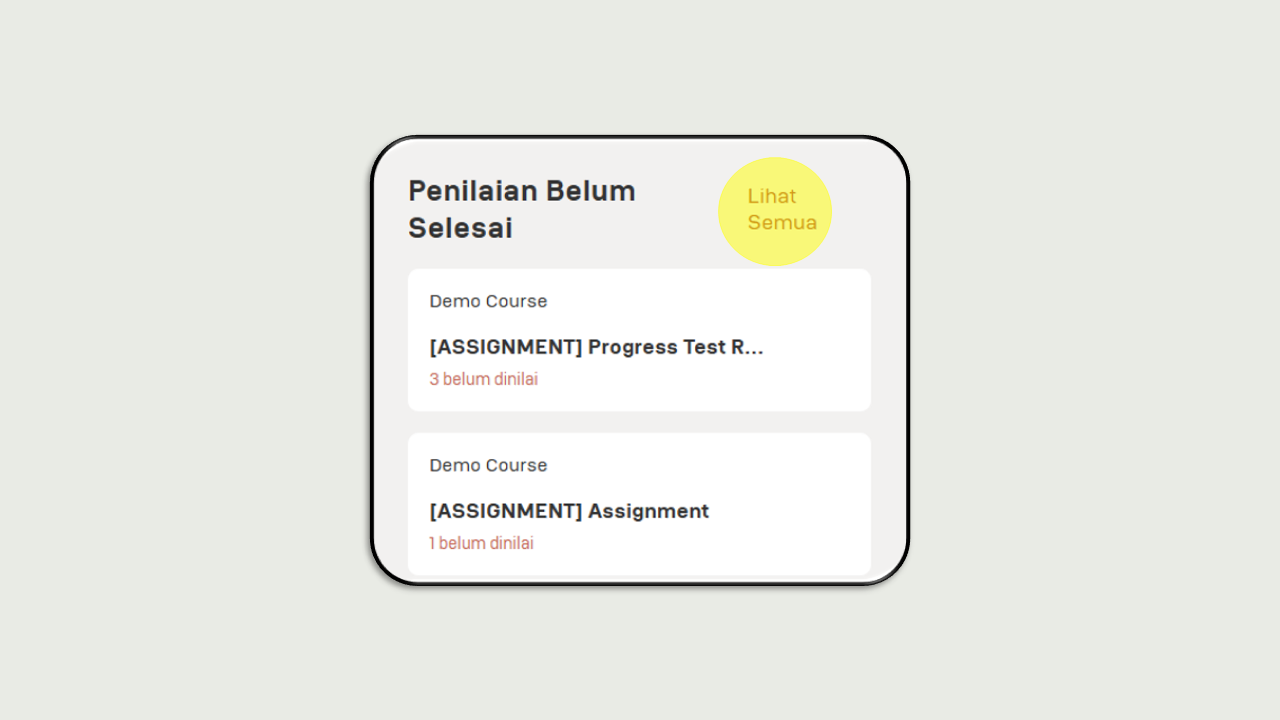 Penilaian Belum
Selesai
Lihat
Semua
Demo Course
[ASSIGNMENT] Progress Test R...
3 belum dinilai
Demo Course
[ASSIGNMENT] Assignment
1 belum dinilai